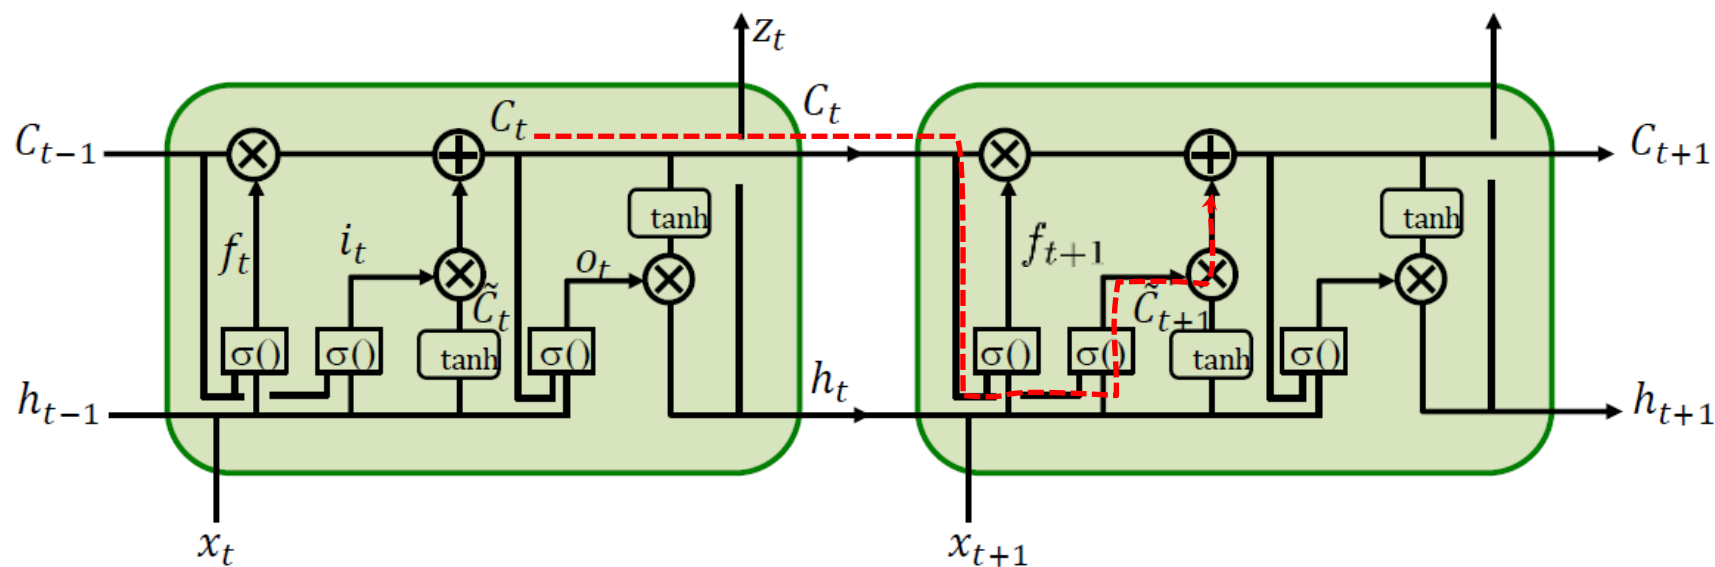 z_t
C_{t-1}
C_t
C_t
C_{t+1}
f_t
i_t
o_t
tanh
f_{t+1}
tanh
C̃_t
C̃_{t+1}
σ()
σ()
tanh
σ()
σ()
σ()
tanh
σ()
h_{t-1}
h_t
h_{t+1}
x_t
x_{t+1}